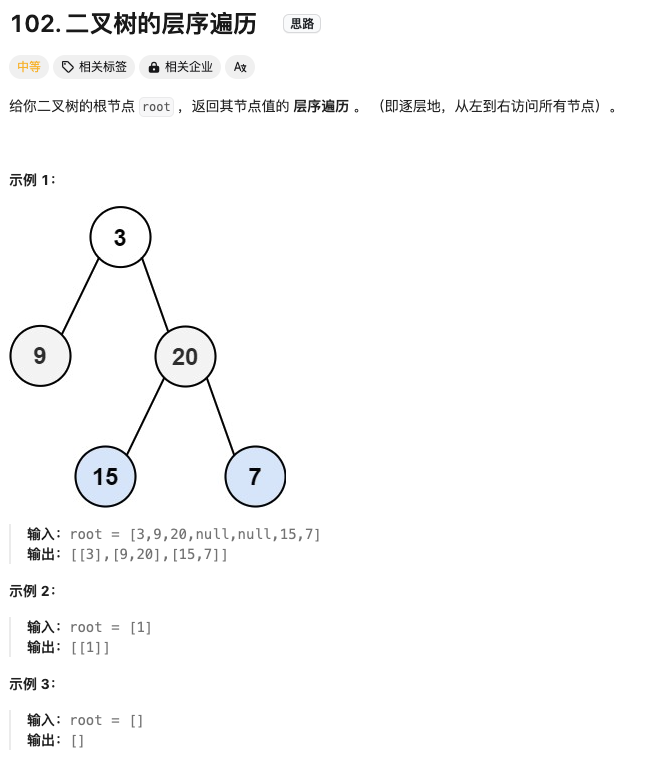 102. 二叉树的层序遍历 思路
中等 相关标签 相关企业 Aあ
给你二叉树的根节点 root ，返回其节点值的 层序遍历 。 （即逐层地，从左到右访问所有节点）。
示例 1：
3
9 20
15 7
输入：root = [3,9,20,null,null,15,7]
输出：[[3],[9,20],[15,7]]
示例 2：
输入：root = [1]
输出：[[1]]
示例 3：
输入：root = []
输出：[]